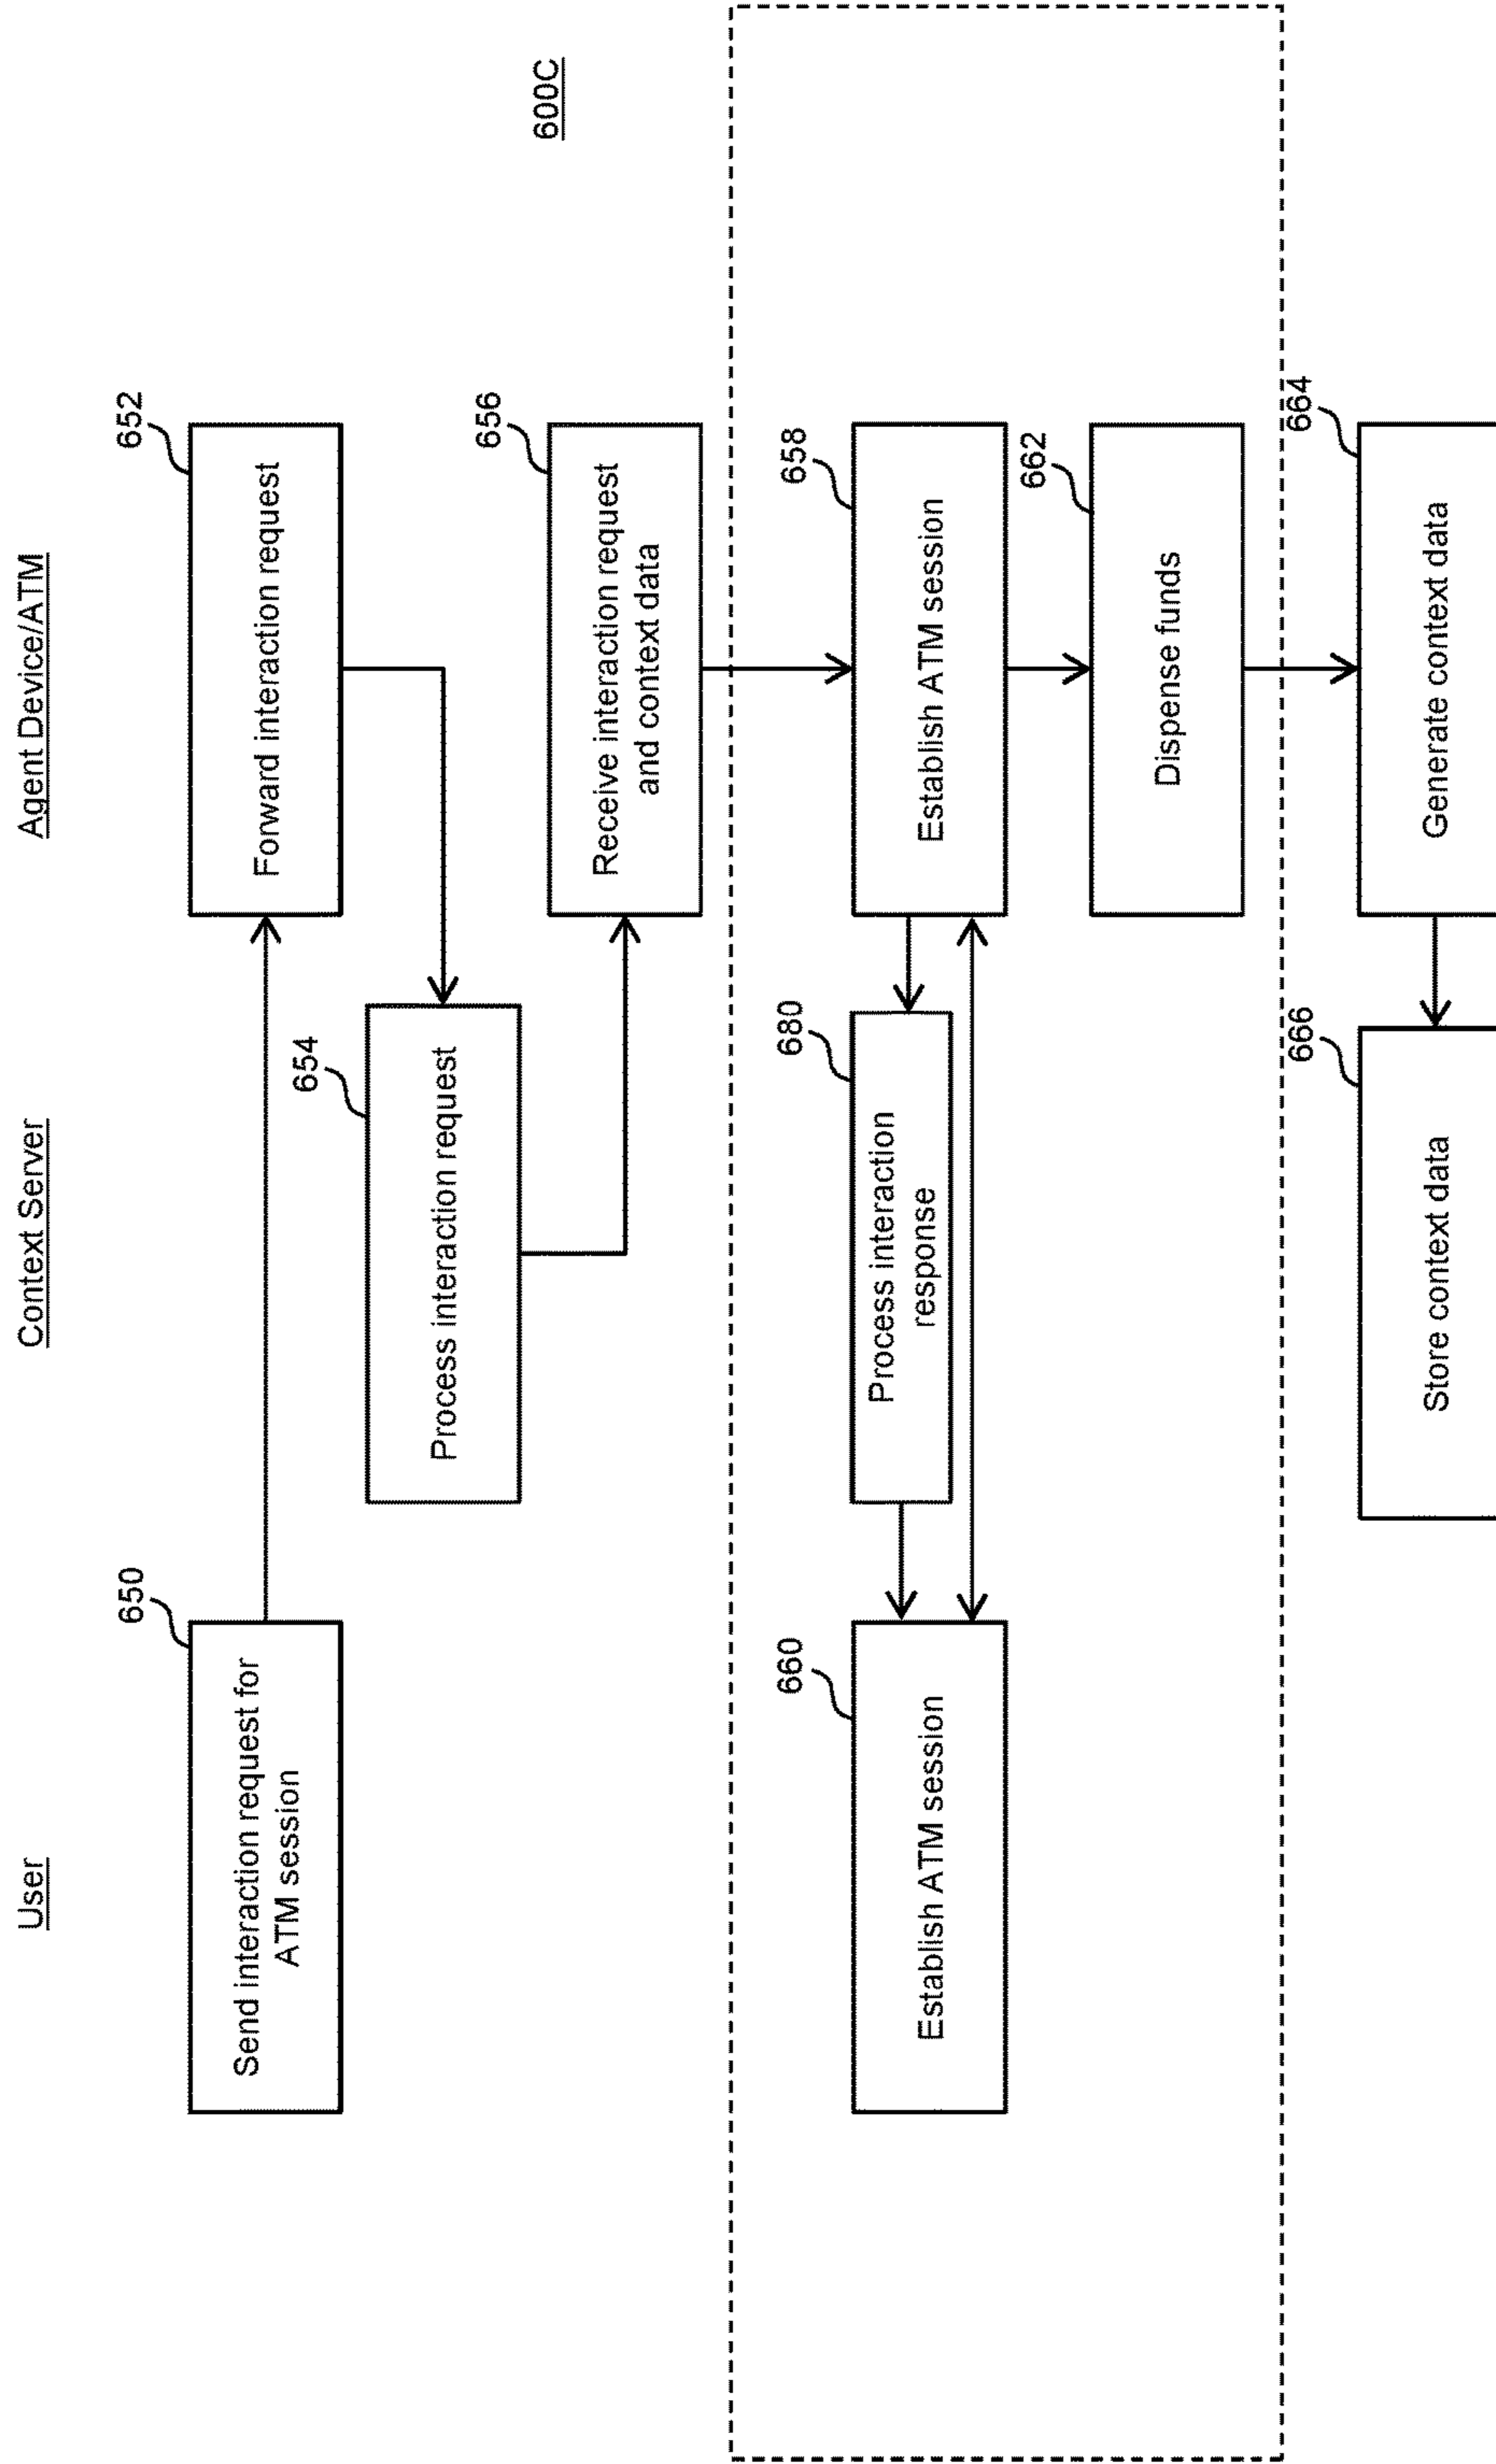 600C
User
Context Server
Agent Device/ATM
650
Send interaction request for
ATM session
652
Forward interaction request
654
Process interaction request
656
Receive interaction request
and context data
658
Establish ATM session
680
Process interaction
response
660
Establish ATM session
662
Dispense funds
664
Generate context data
666
Store context data